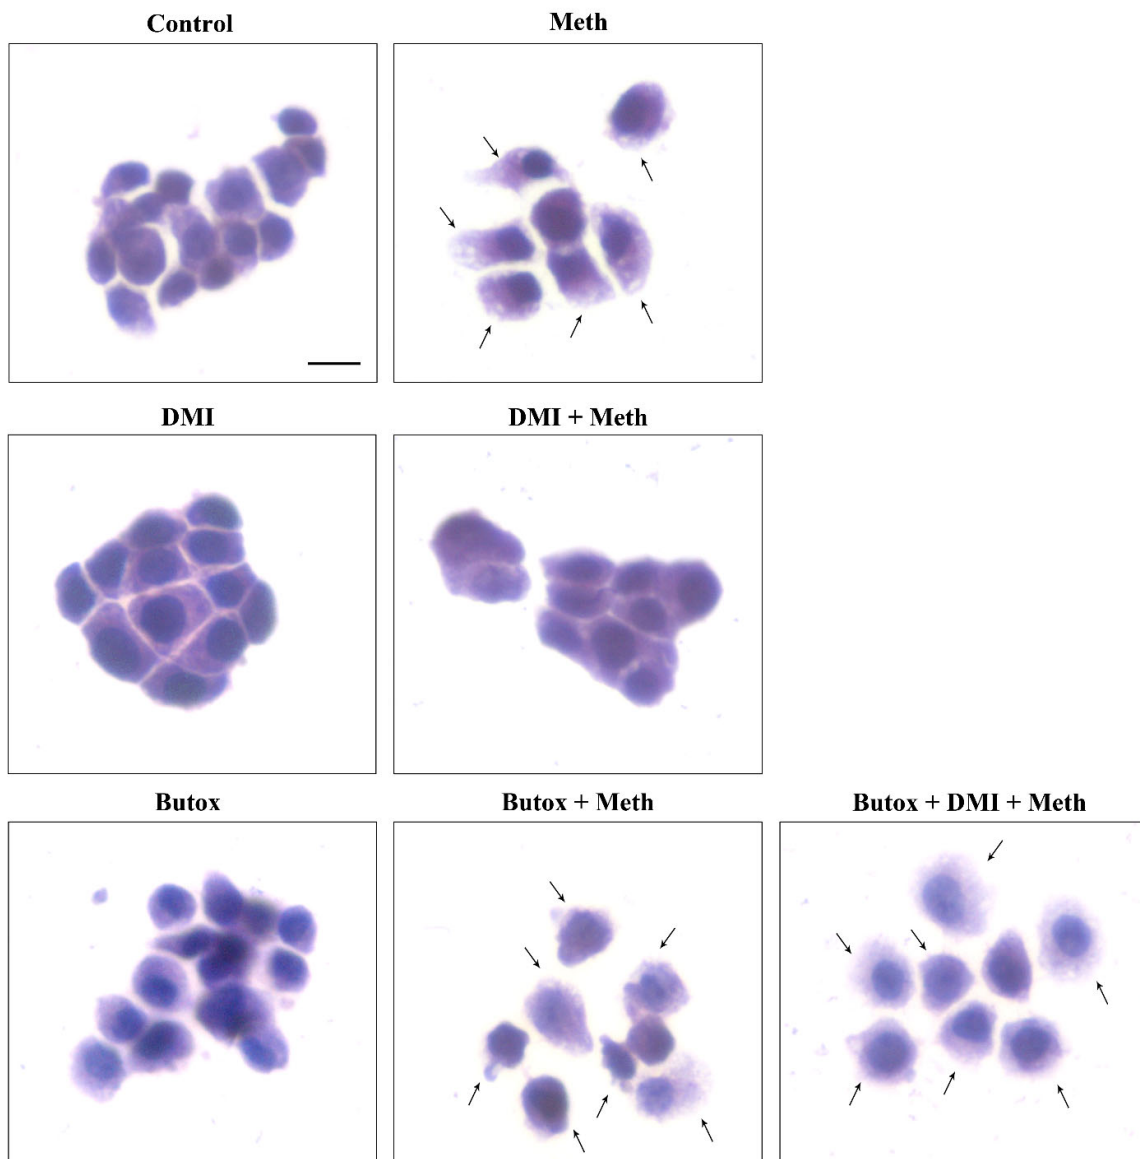 Control
Meth
DMI
DMI + Meth
Butox
Butox + Meth
Butox + DMI + Meth